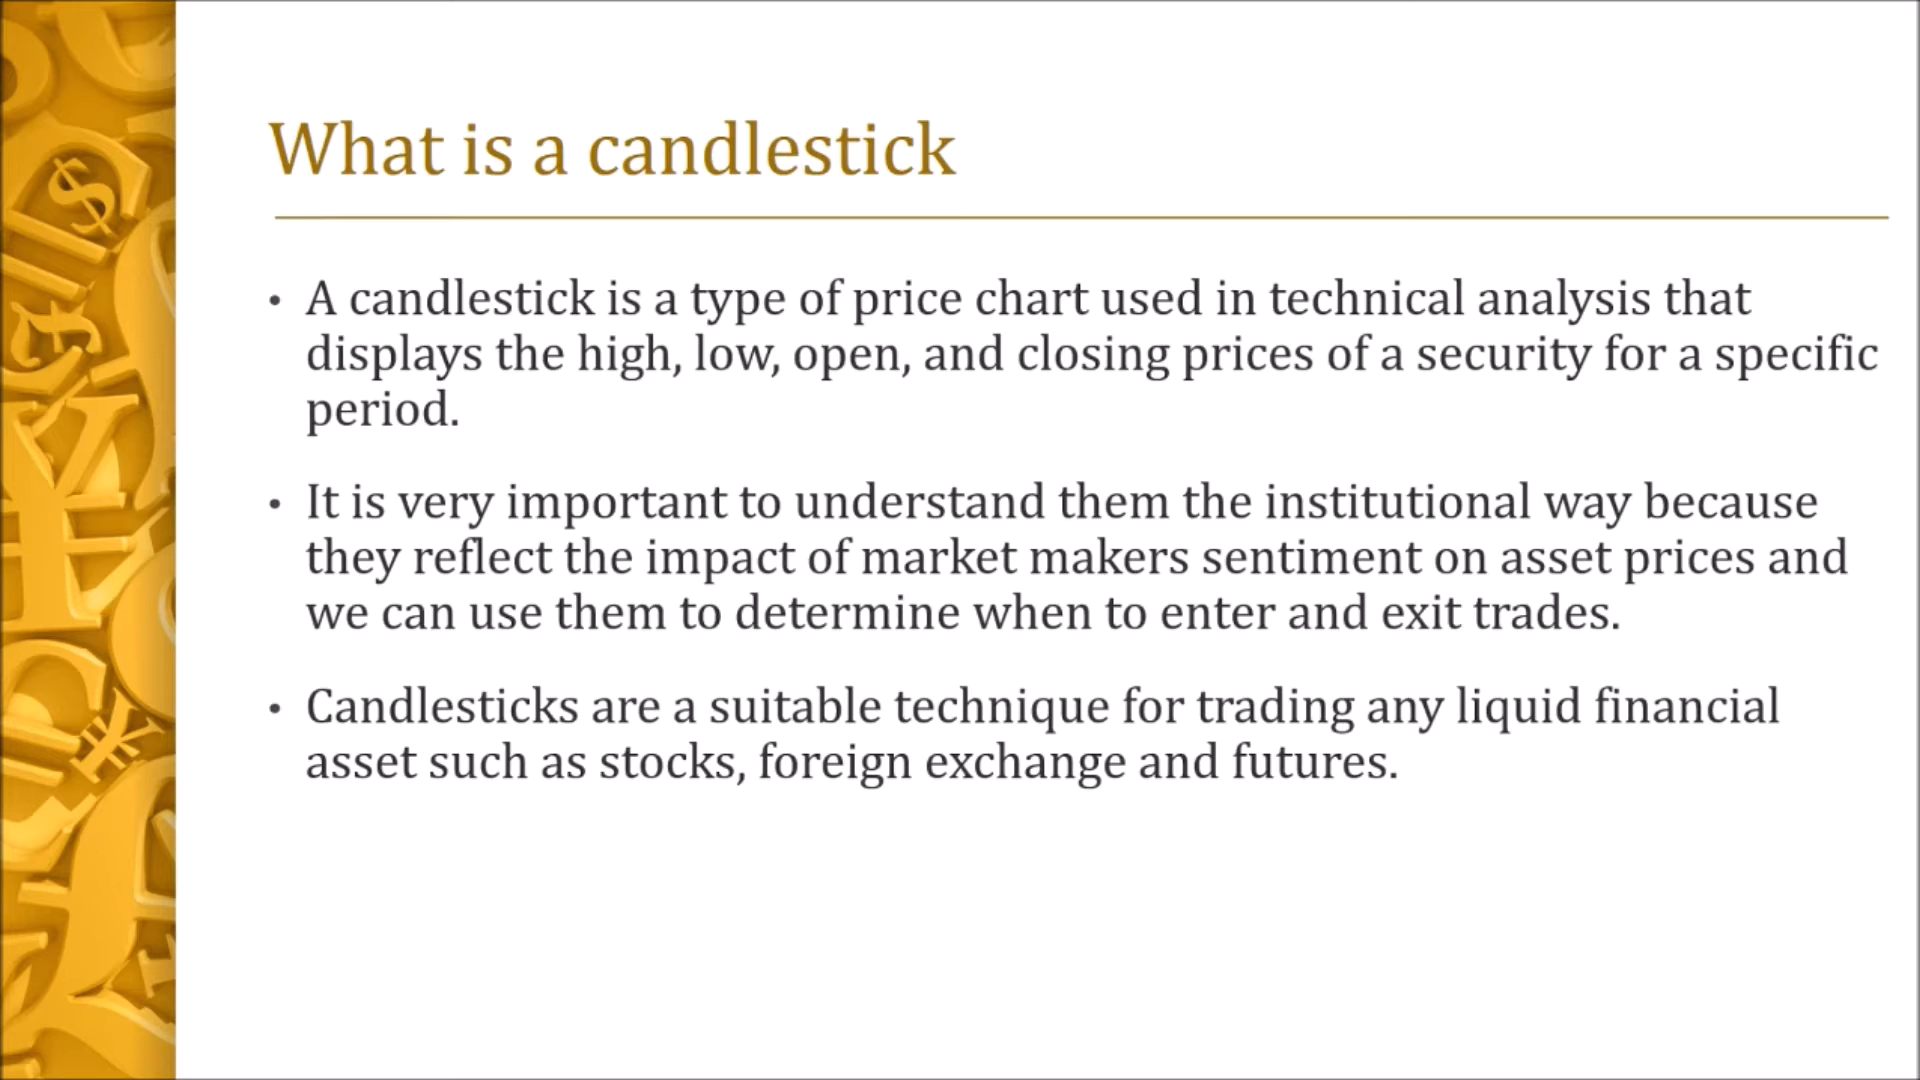 What is a candlestick
• A candlestick is a type of price chart used in technical analysis that
displays the high, low, open, and closing prices of a security for a specific
period.
• It is very important to understand them the institutional way because
they reflect the impact of market makers sentiment on asset prices and
we can use them to determine when to enter and exit trades.
• Candlesticks are a suitable technique for trading any liquid financial
asset such as stocks, foreign exchange and futures.